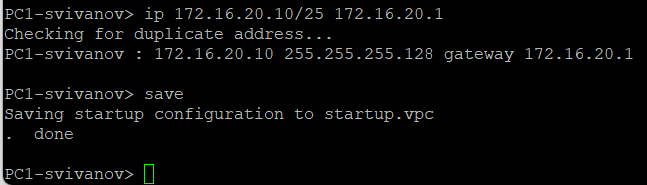 PC1-svivanov> ip 172.16.20.10/25 172.16.20.1
Checking for duplicate address...
PC1-svivanov : 172.16.20.10 255.255.255.128 gateway 172.16.20.1
PC1-svivanov> save
Saving startup configuration to startup.vpc
.  done
PC1-svivanov>